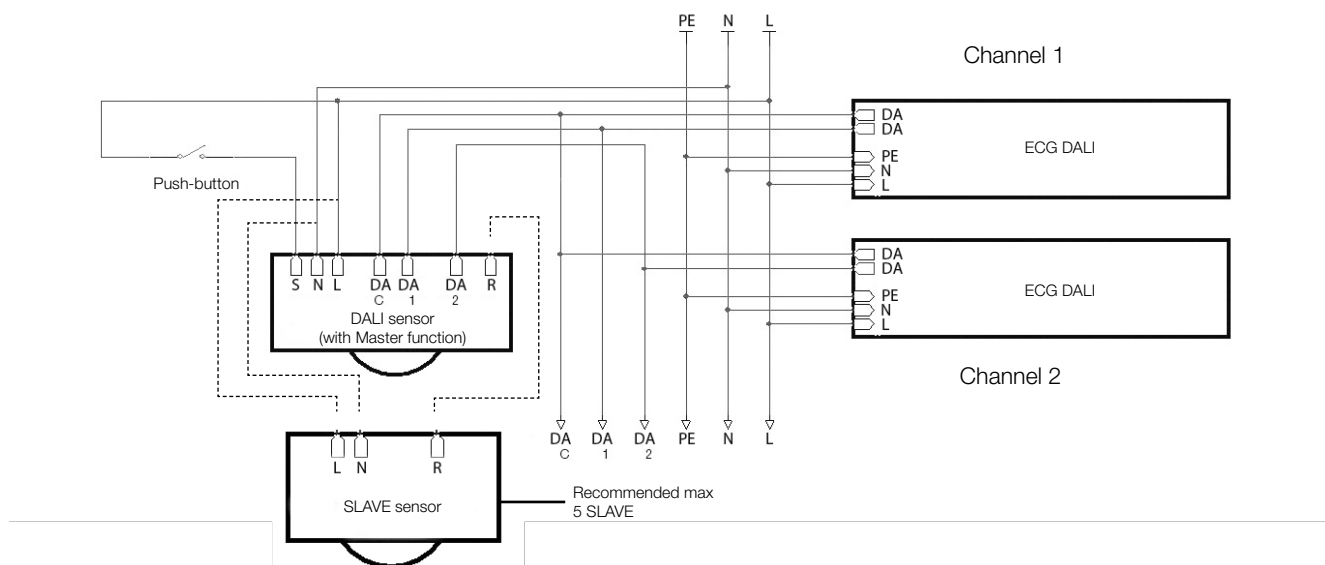 PE N L
Channel 1
DA
DA
PE
N
L
ECG DALI
Push-button
S N L DA C DA 1 DA 2 R
DALI sensor
(with Master function)
DA
DA
PE
N
L
ECG DALI
Channel 2
DA C DA 1 DA 2 PE N L
L N R
SLAVE sensor
Recommended max
5 SLAVE